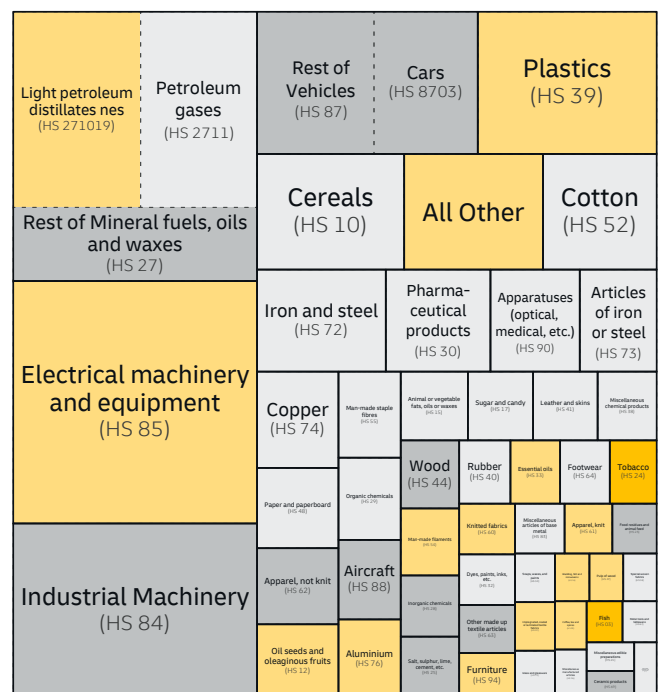 Light petroleum
distillates nes
(HS 271019)
Petroleum
gases
(HS 2711)
Rest of Mineral fuels, oils
and waxes
(HS 27)
Electrical machinery
and equipment
(HS 85)
Industrial Machinery
(HS 84)
Rest of
Vehicles
(HS 87)
Cars
(HS 8703)
Plastics
(HS 39)
Cereals
(HS 10)
All Other
Cotton
(HS 52)
Iron and steel
(HS 72)
Pharma-
ceutical
products
(HS 30)
Apparatuses
(optical,
medical, etc.)
(HS 90)
Articles
of iron
or steel
(HS 73)
Copper
(HS 74)
Man-made staple
fibres
(HS 55)
Animal or vegetable
fats, oils or waxes
(HS 15)
Sugar and candy
(HS 17)
Leather and skins
(HS 41)
Miscellaneous
chemical products
(HS 38)
Paper and paperboard
(HS 48)
Organic chemicals
(HS 29)
Wood
(HS 44)
Rubber
(HS 40)
Essential oils
(HS 33)
Footwear
(HS 64)
Tobacco
(HS 24)
Man-made filaments
(HS 54)
Knitted fabrics
(HS 60)
Miscellaneous
articles of base
metal
(HS 83)
Apparel, knit
(HS 61)
Food residues and
animal feed
Apparel, not knit
(HS 62)
Aircraft
(HS 88)
Inorganic chemicals
(HS 28)
Dyes, paints, inks,
etc.
(HS 32)
Other made up
textile articles
(HS 63)
Fish
(HS 03)
Oil seeds and
oleaginous fruits
(HS 12)
Aluminium
(HS 76)
Salt, sulphur, lime,
cement, etc.
(HS 25)
Furniture
(HS 94)
Miscellaneous edible
preparations
Ceramic products